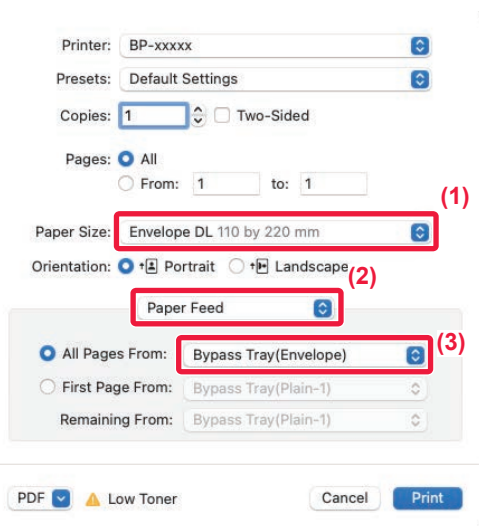 Printer: BP-xxxxx
Presets: Default Settings
Copies: 1 Two-Sided
Pages: All
From: 1 to: 1
(1)
Paper Size: Envelope DL 110 by 220 mm
Orientation: Portrait Landscape
(2)
Paper Feed
(3)
All Pages From: Bypass Tray(Envelope)
First Page From: Bypass Tray(Plain-1)
Remaining From: Bypass Tray(Plain-1)
PDF Low Toner Cancel Print